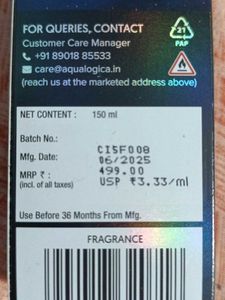 FOR QUERIES, CONTACT
Customer Care Manager
+91 89018 85533
care@aqualogica.in
(reach us at the marketed address above)
21
PAP
NET CONTENT : 150 ml
Batch No.: CI5F008
Mfg. Date: 06/2025
MRP ₹ : 499.00
(incl. of all taxes) USP ₹3.33/ml
Use Before 36 Months From Mfg.
FRAGRANCE